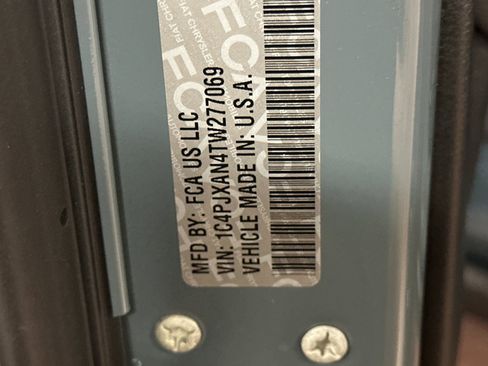 MFD BY: FCA US LLC
VIN: 1C4PJXAN4TW277069
VEHICLE MADE IN: U.S.A.